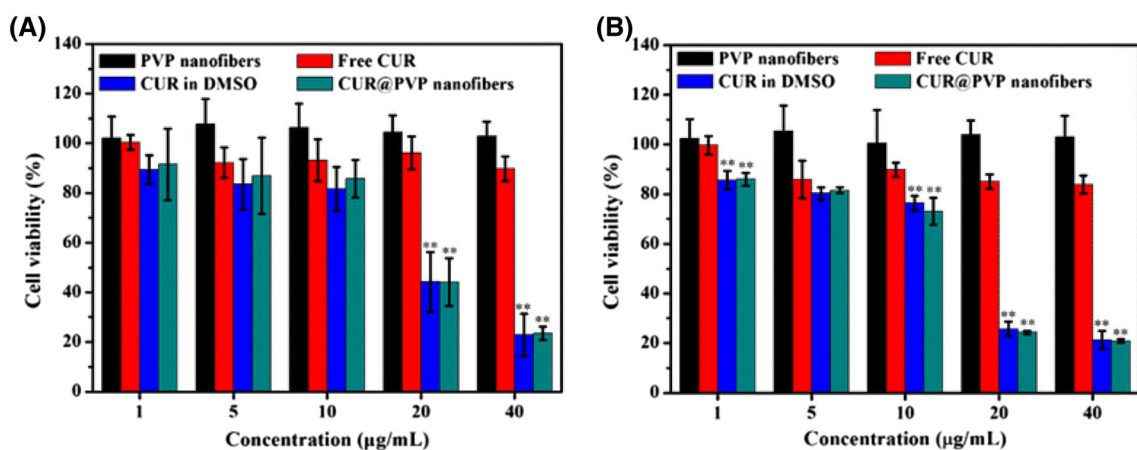 (A)
Cell viability (%)
140
120
100
80
60
40
20
0
PVP nanofibers
Free CUR
CUR in DMSO
CUR@PVP nanofibers
**
**
**
**
1
5
10
20
40
Concentration (µg/mL)
(B)
Cell viability (%)
140
120
100
80
60
40
20
0
PVP nanofibers
Free CUR
CUR in DMSO
CUR@PVP nanofibers
**
**
**
**
**
**
**
**
1
5
10
20
40
Concentration (µg/mL)